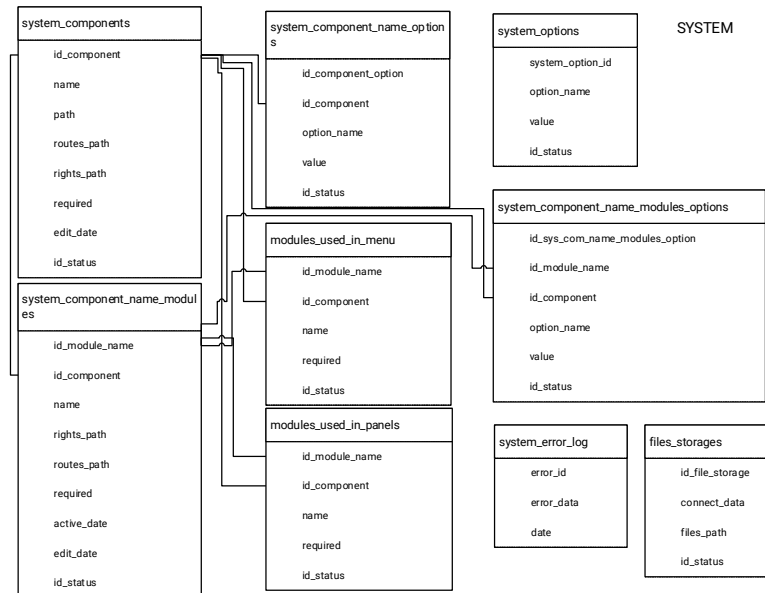 system_components
id_component
name
path
routes_path
rights_path
required
edit_date
id_status
system_component_name_modul
es
id_module_name
id_component
name
rights_path
routes_path
required
active_date
edit_date
id_status
system_component_name_option
s
id_component_option
id_component
option_name
value
id_status
modules_used_in_menu
id_module_name
id_component
name
required
id_status
modules_used_in_panels
id_module_name
id_component
name
required
id_status
system_options
system_option_id
option_name
value
id_status
SYSTEM
system_component_name_modules_options
id_sys_com_name_modules_option
id_module_name
id_component
option_name
value
id_status
system_error_log
error_id
error_data
date
files_storages
id_file_storage
connect_data
files_path
id_status